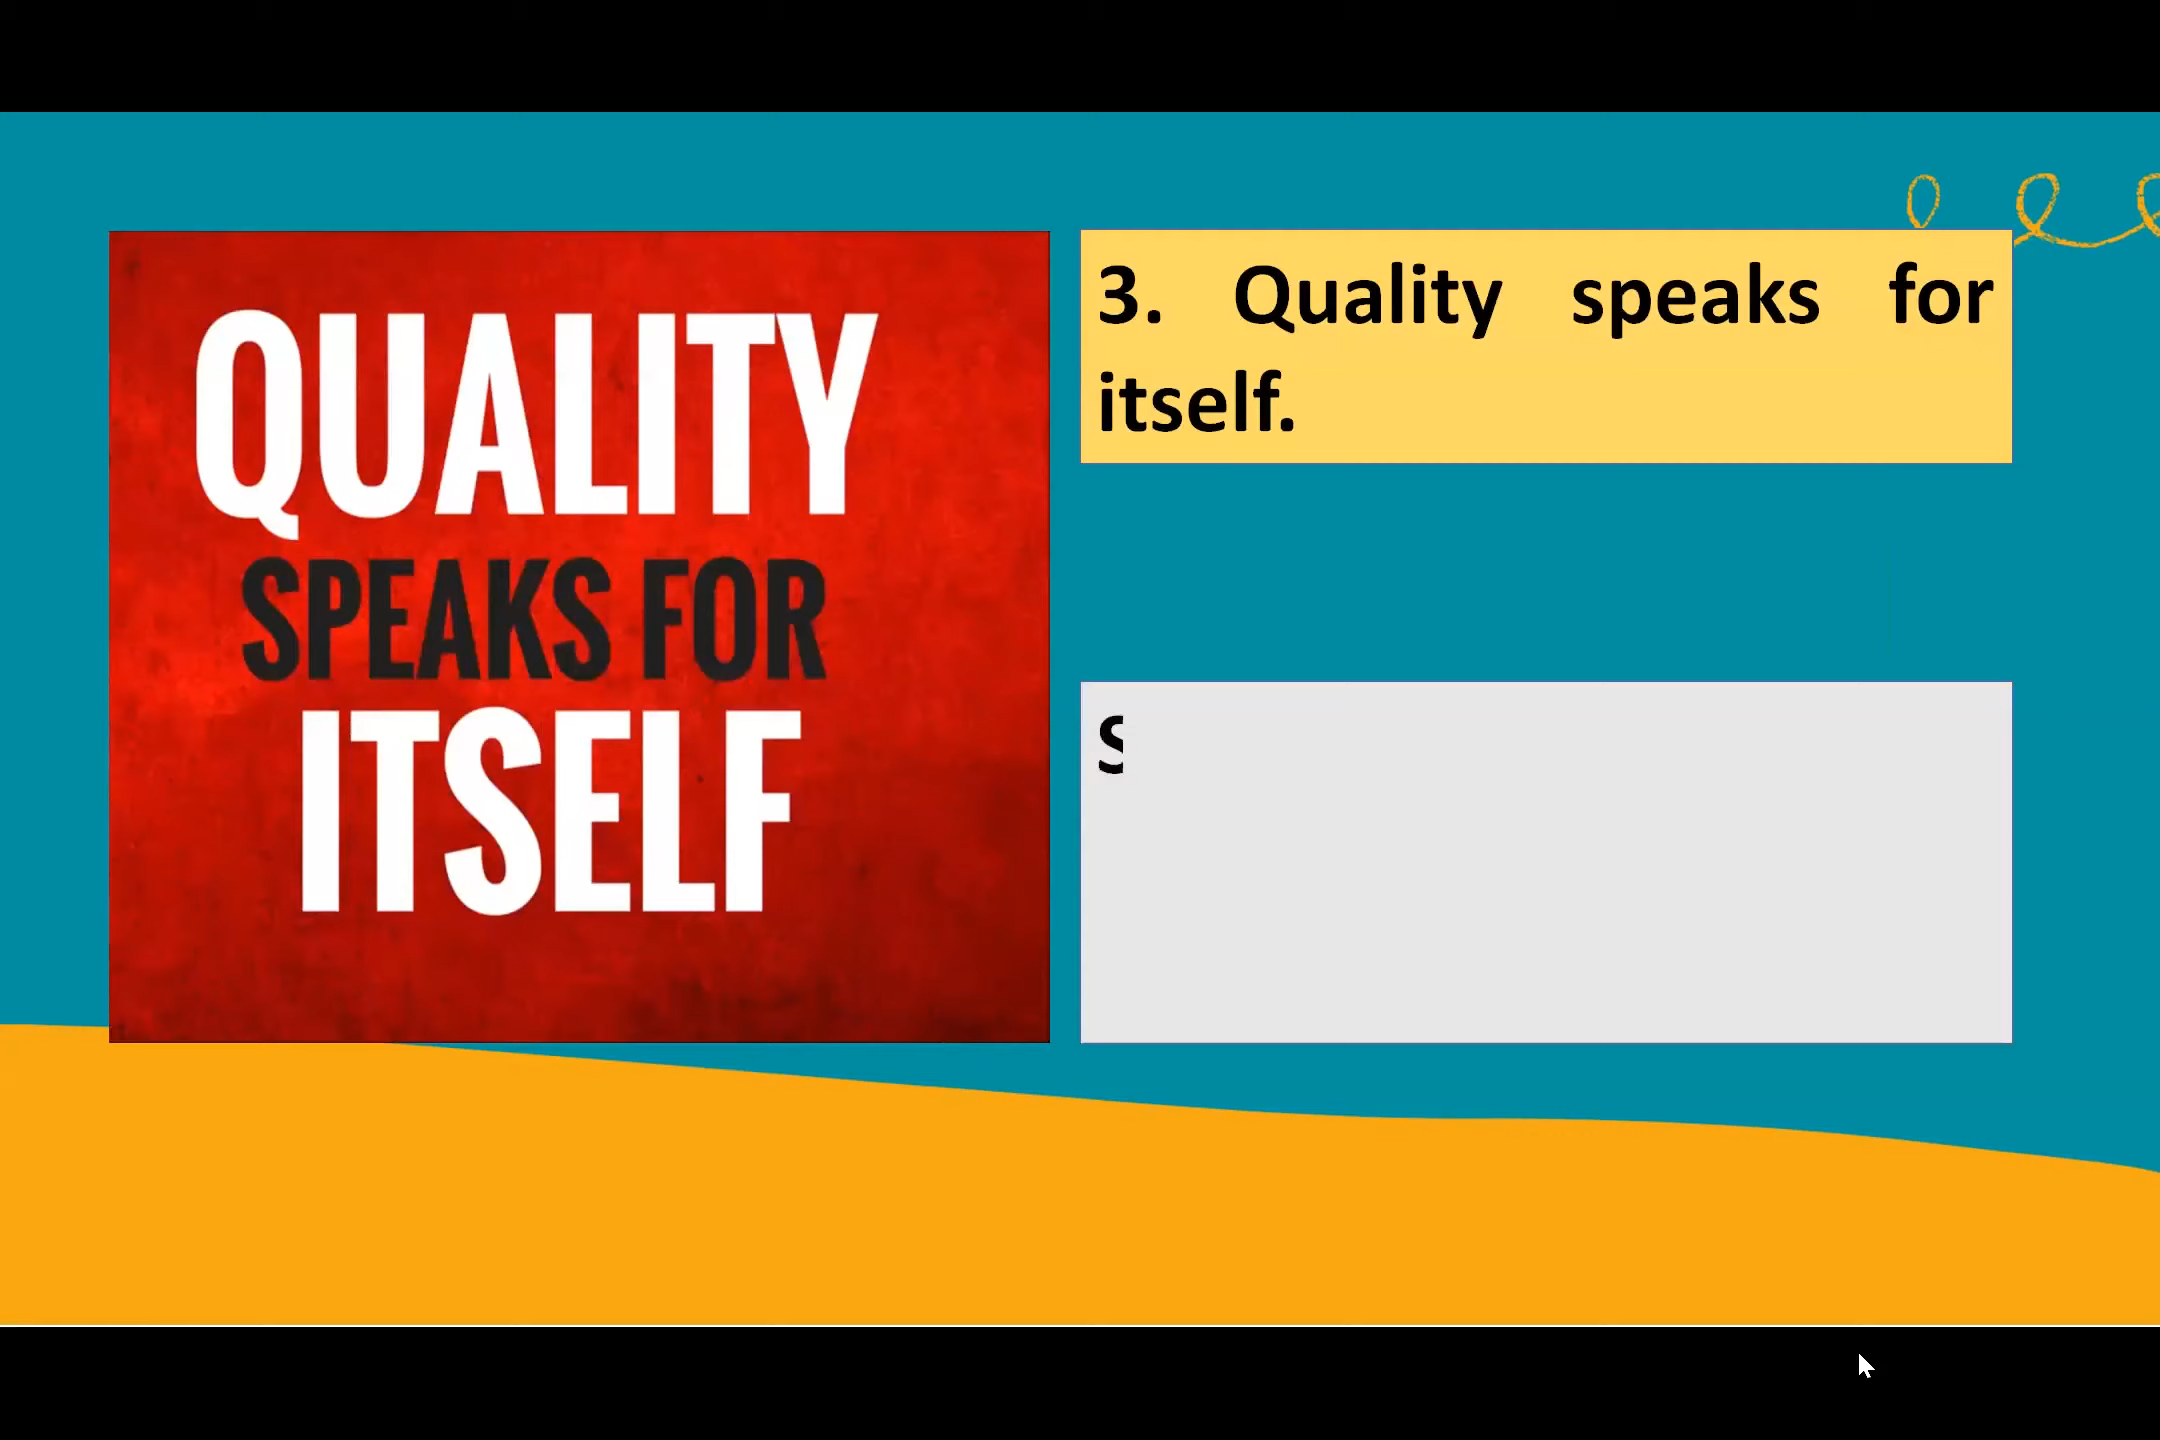 QUALITY
SPEAKS FOR
ITSELF
3. Quality speaks for
itself.